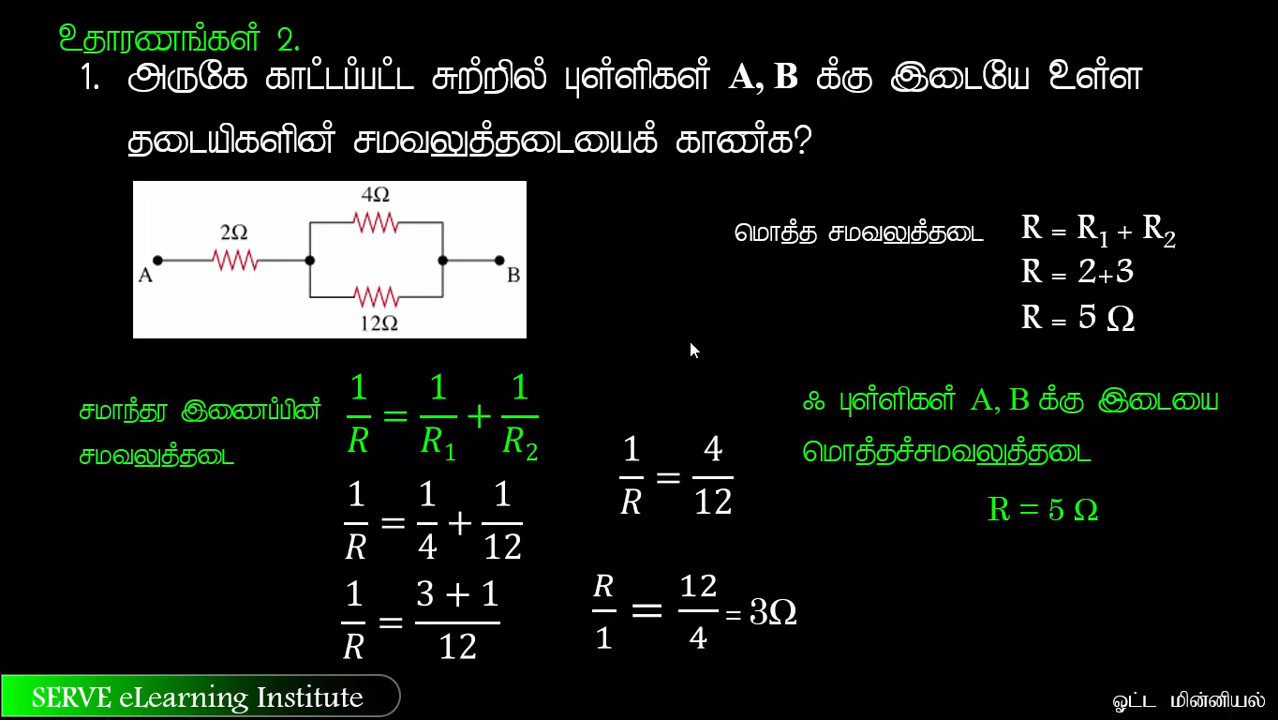 உதாரணங்கள் 2.
1. அருகே காட்டப்பட்ட சுற்றில் புள்ளிகள் A, B க்கு இடையே உள்ள
தடையிகளின் சமவலுத்தடையைக் காண்க?
4Ω
2Ω
A
B
12Ω
மொத்த சமவலுத்தடை R = R₁ + R₂
R = 2+3
R = 5 Ω
சமாந்தர இணைப்பின்
சமவலுத்தடை
1/R = 1/R₁ + 1/R₂
1/R = 1/4 + 1/12
1/R = (3 + 1)/12
1/R = 4/12
R/1 = 12/4 = 3Ω
ஃ புள்ளிகள் A, B க்கு இடையை
மொத்தச்சமவலுத்தடை
R = 5 Ω
SERVE eLearning Institute
ஓட்ட மின்னியல்